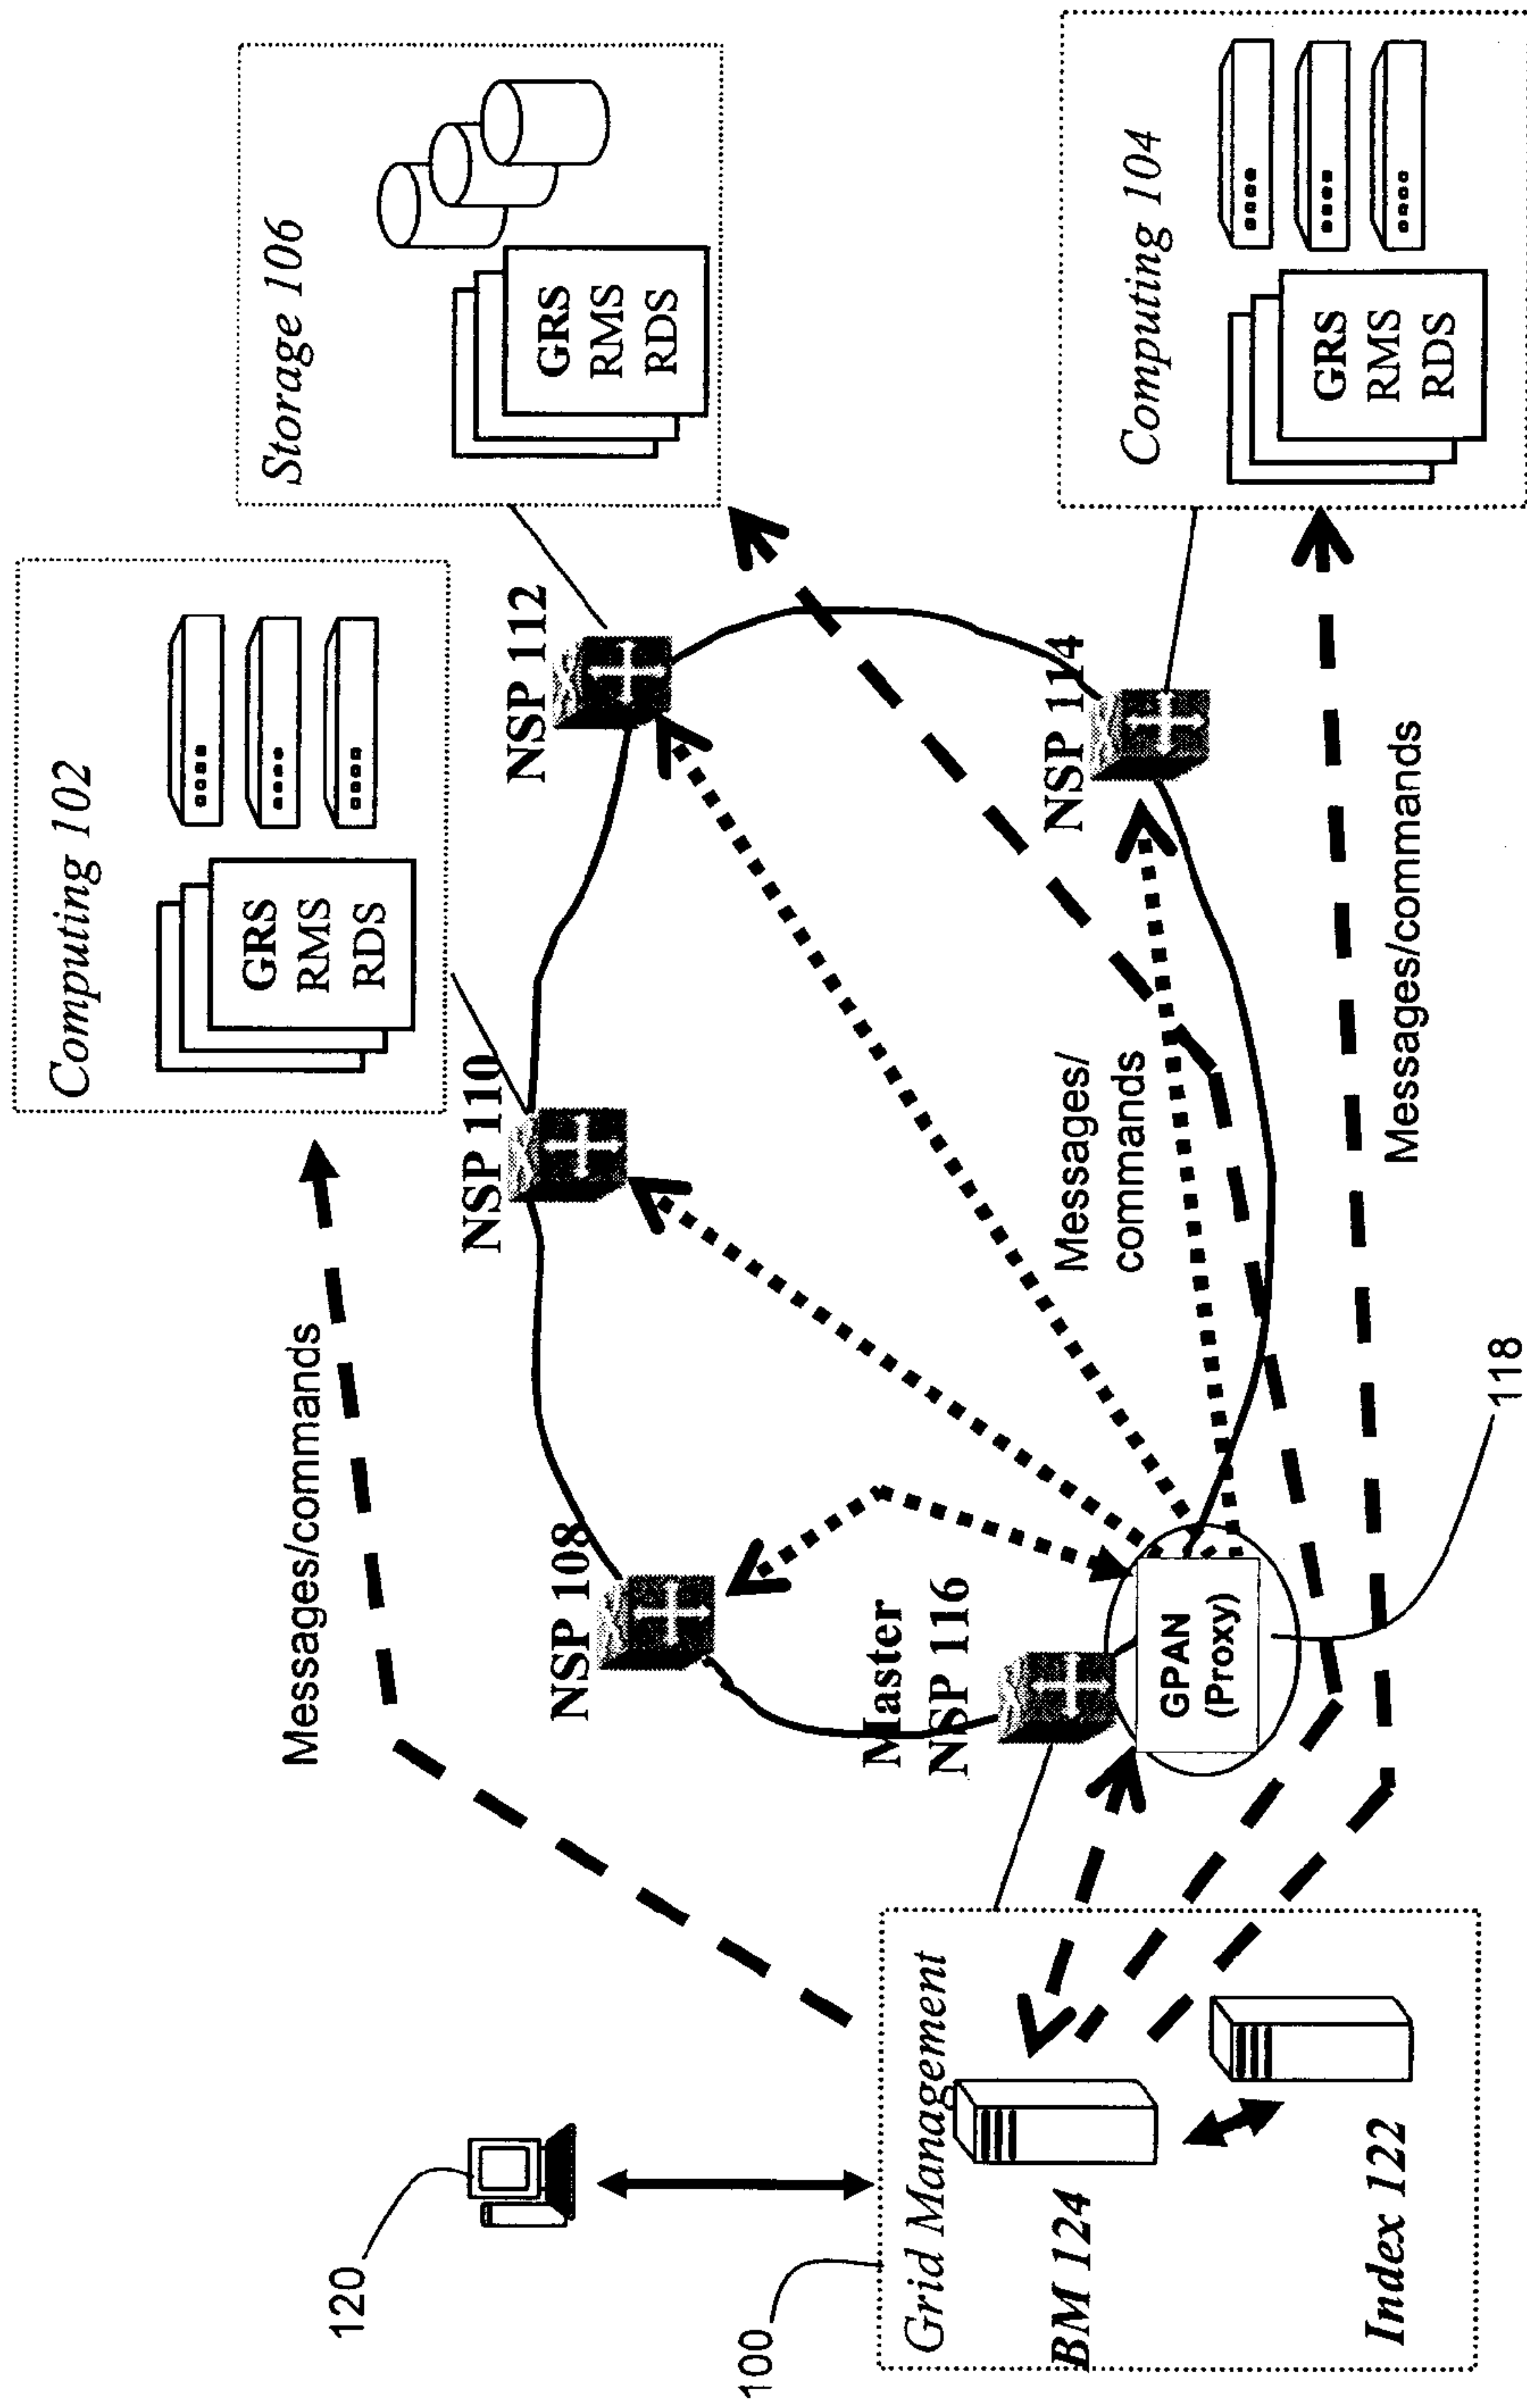 120
100
Grid Management
BM 124
Index 122
Messages/commands
Computing 102
GRS
RMS
RDS
Storage 106
GRS
RMS
RDS
NSP 108
NSP 110
NSP 112
Master
NSP 116
GPAN
(Proxy)
Messages/
commands
NSP 114
Computing 104
GRS
RMS
RDS
Messages/commands
118